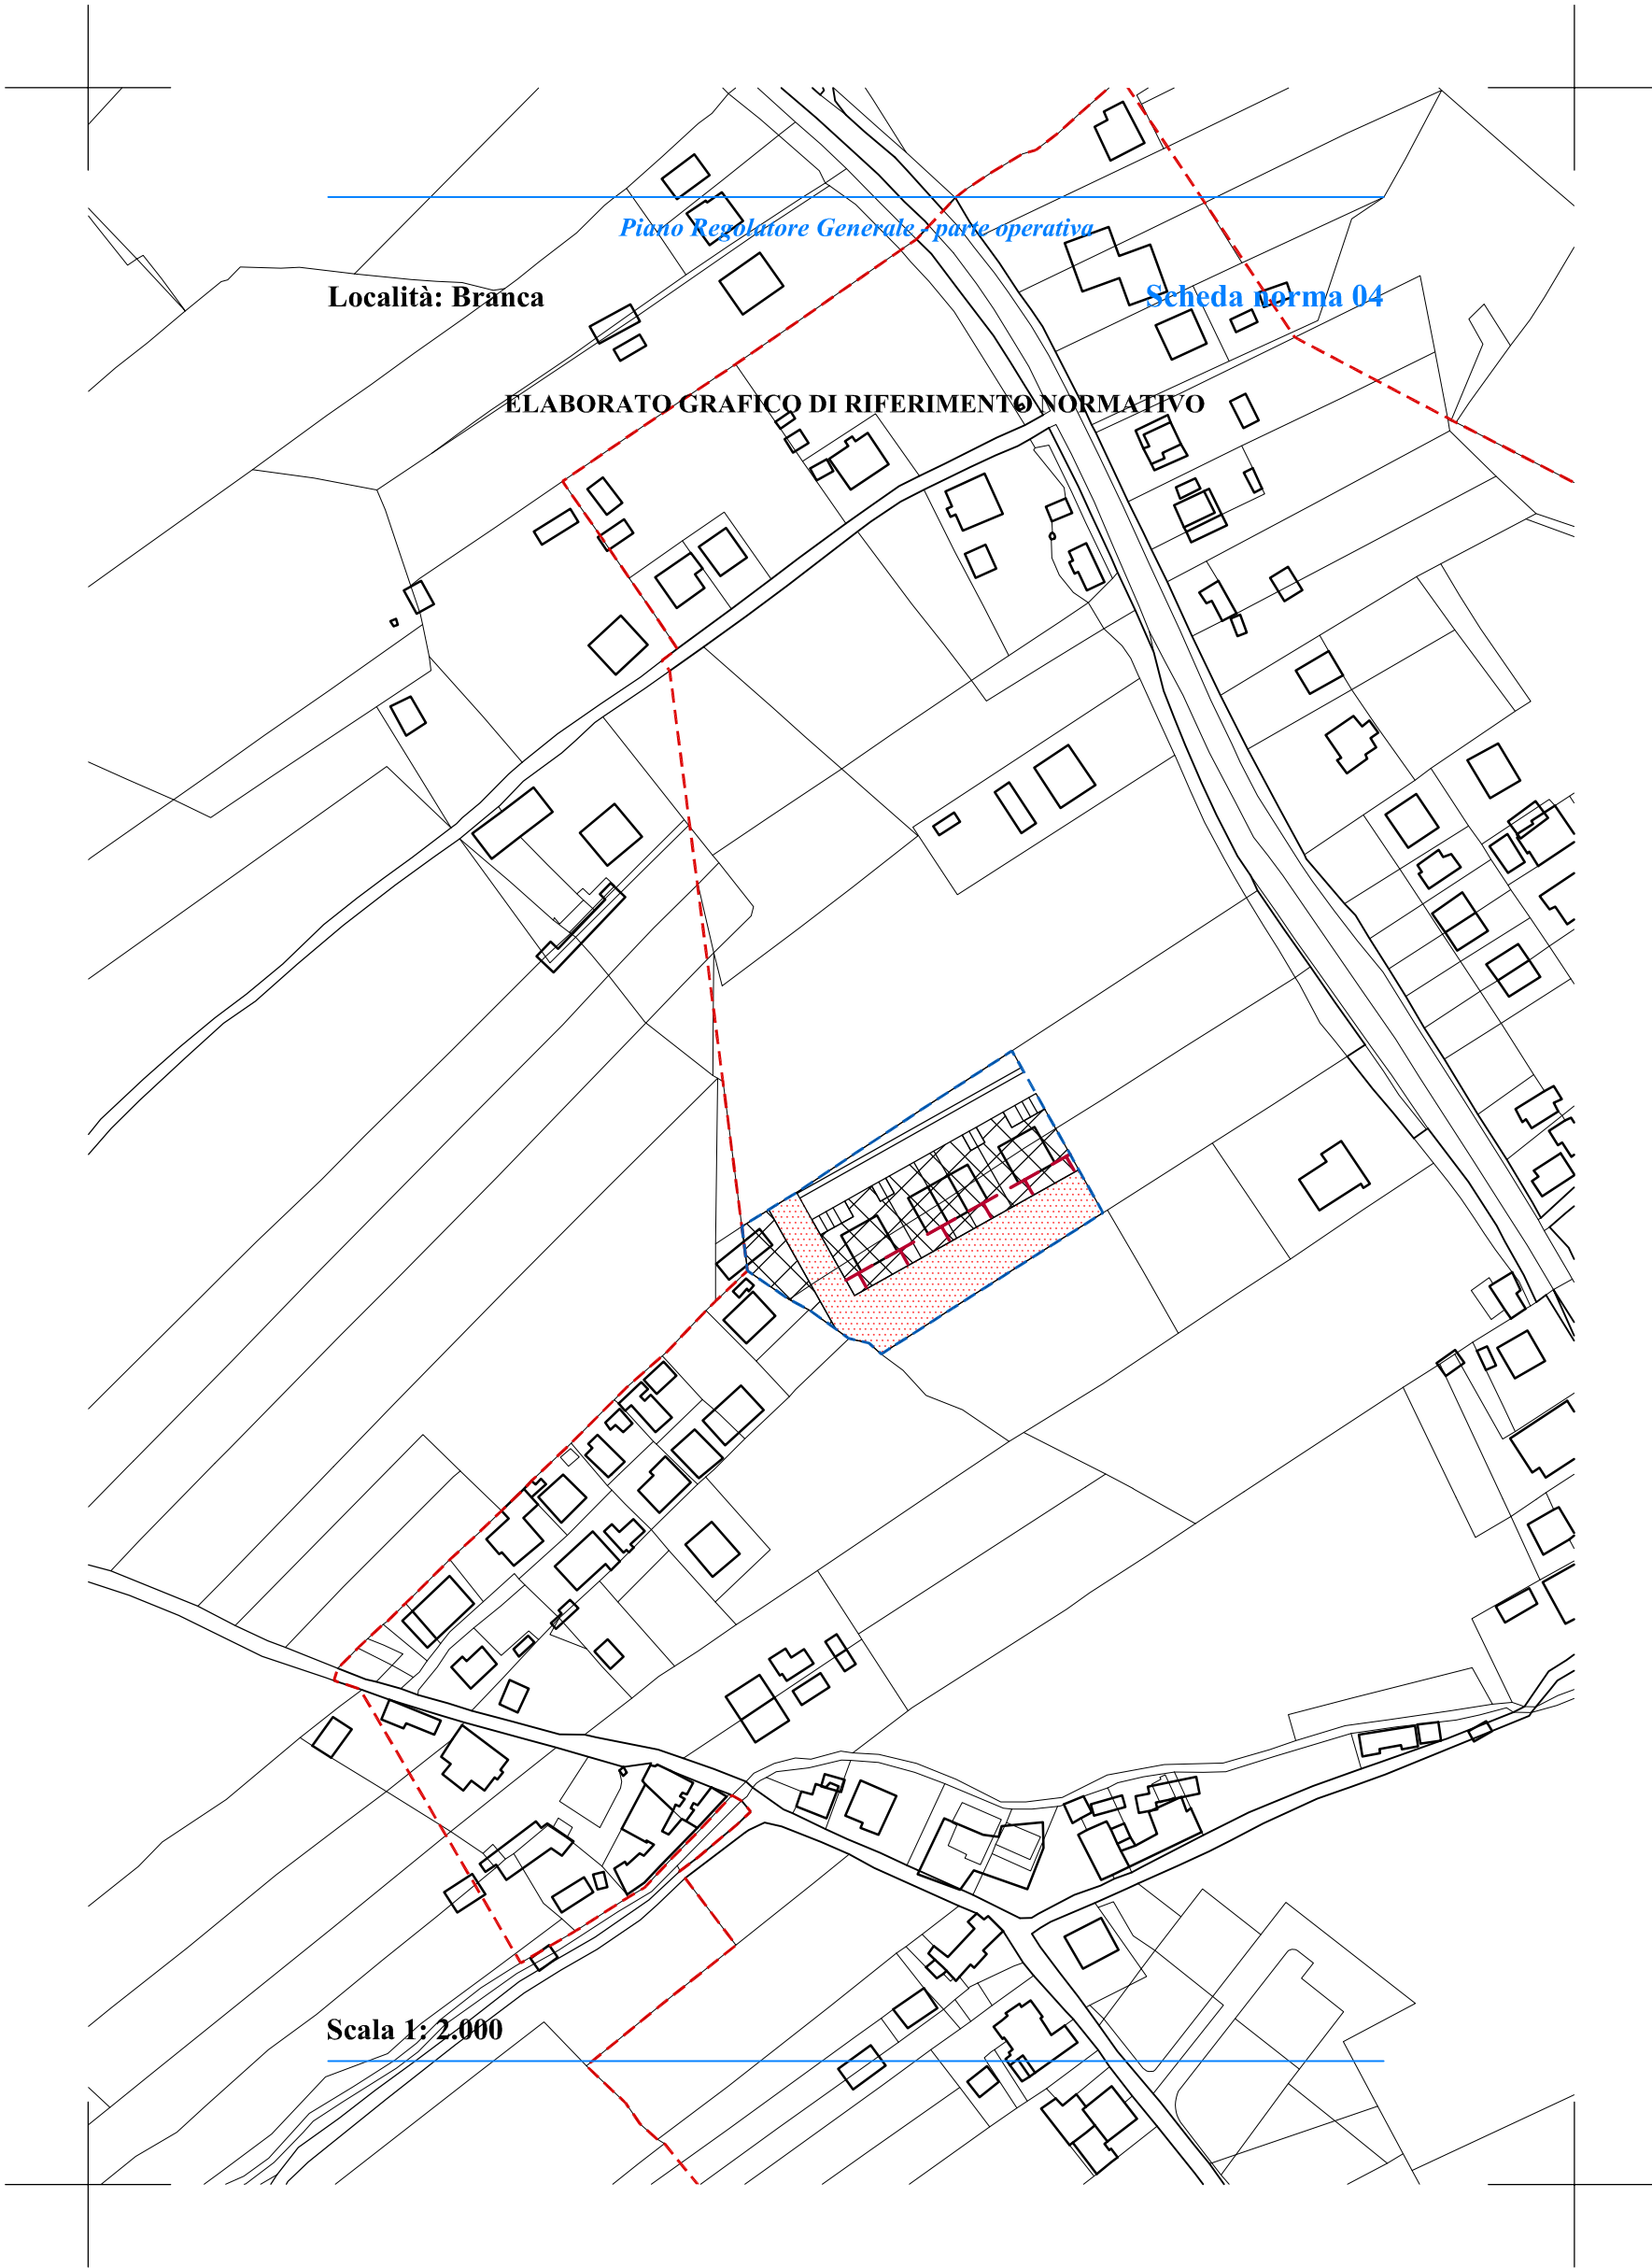 Piano Regolatore Generale - parte operativa
Località: Branca
Scheda norma 04
ELABORATO GRAFICO DI RIFERIMENTO NORMATIVO
Scala 1: 2.000